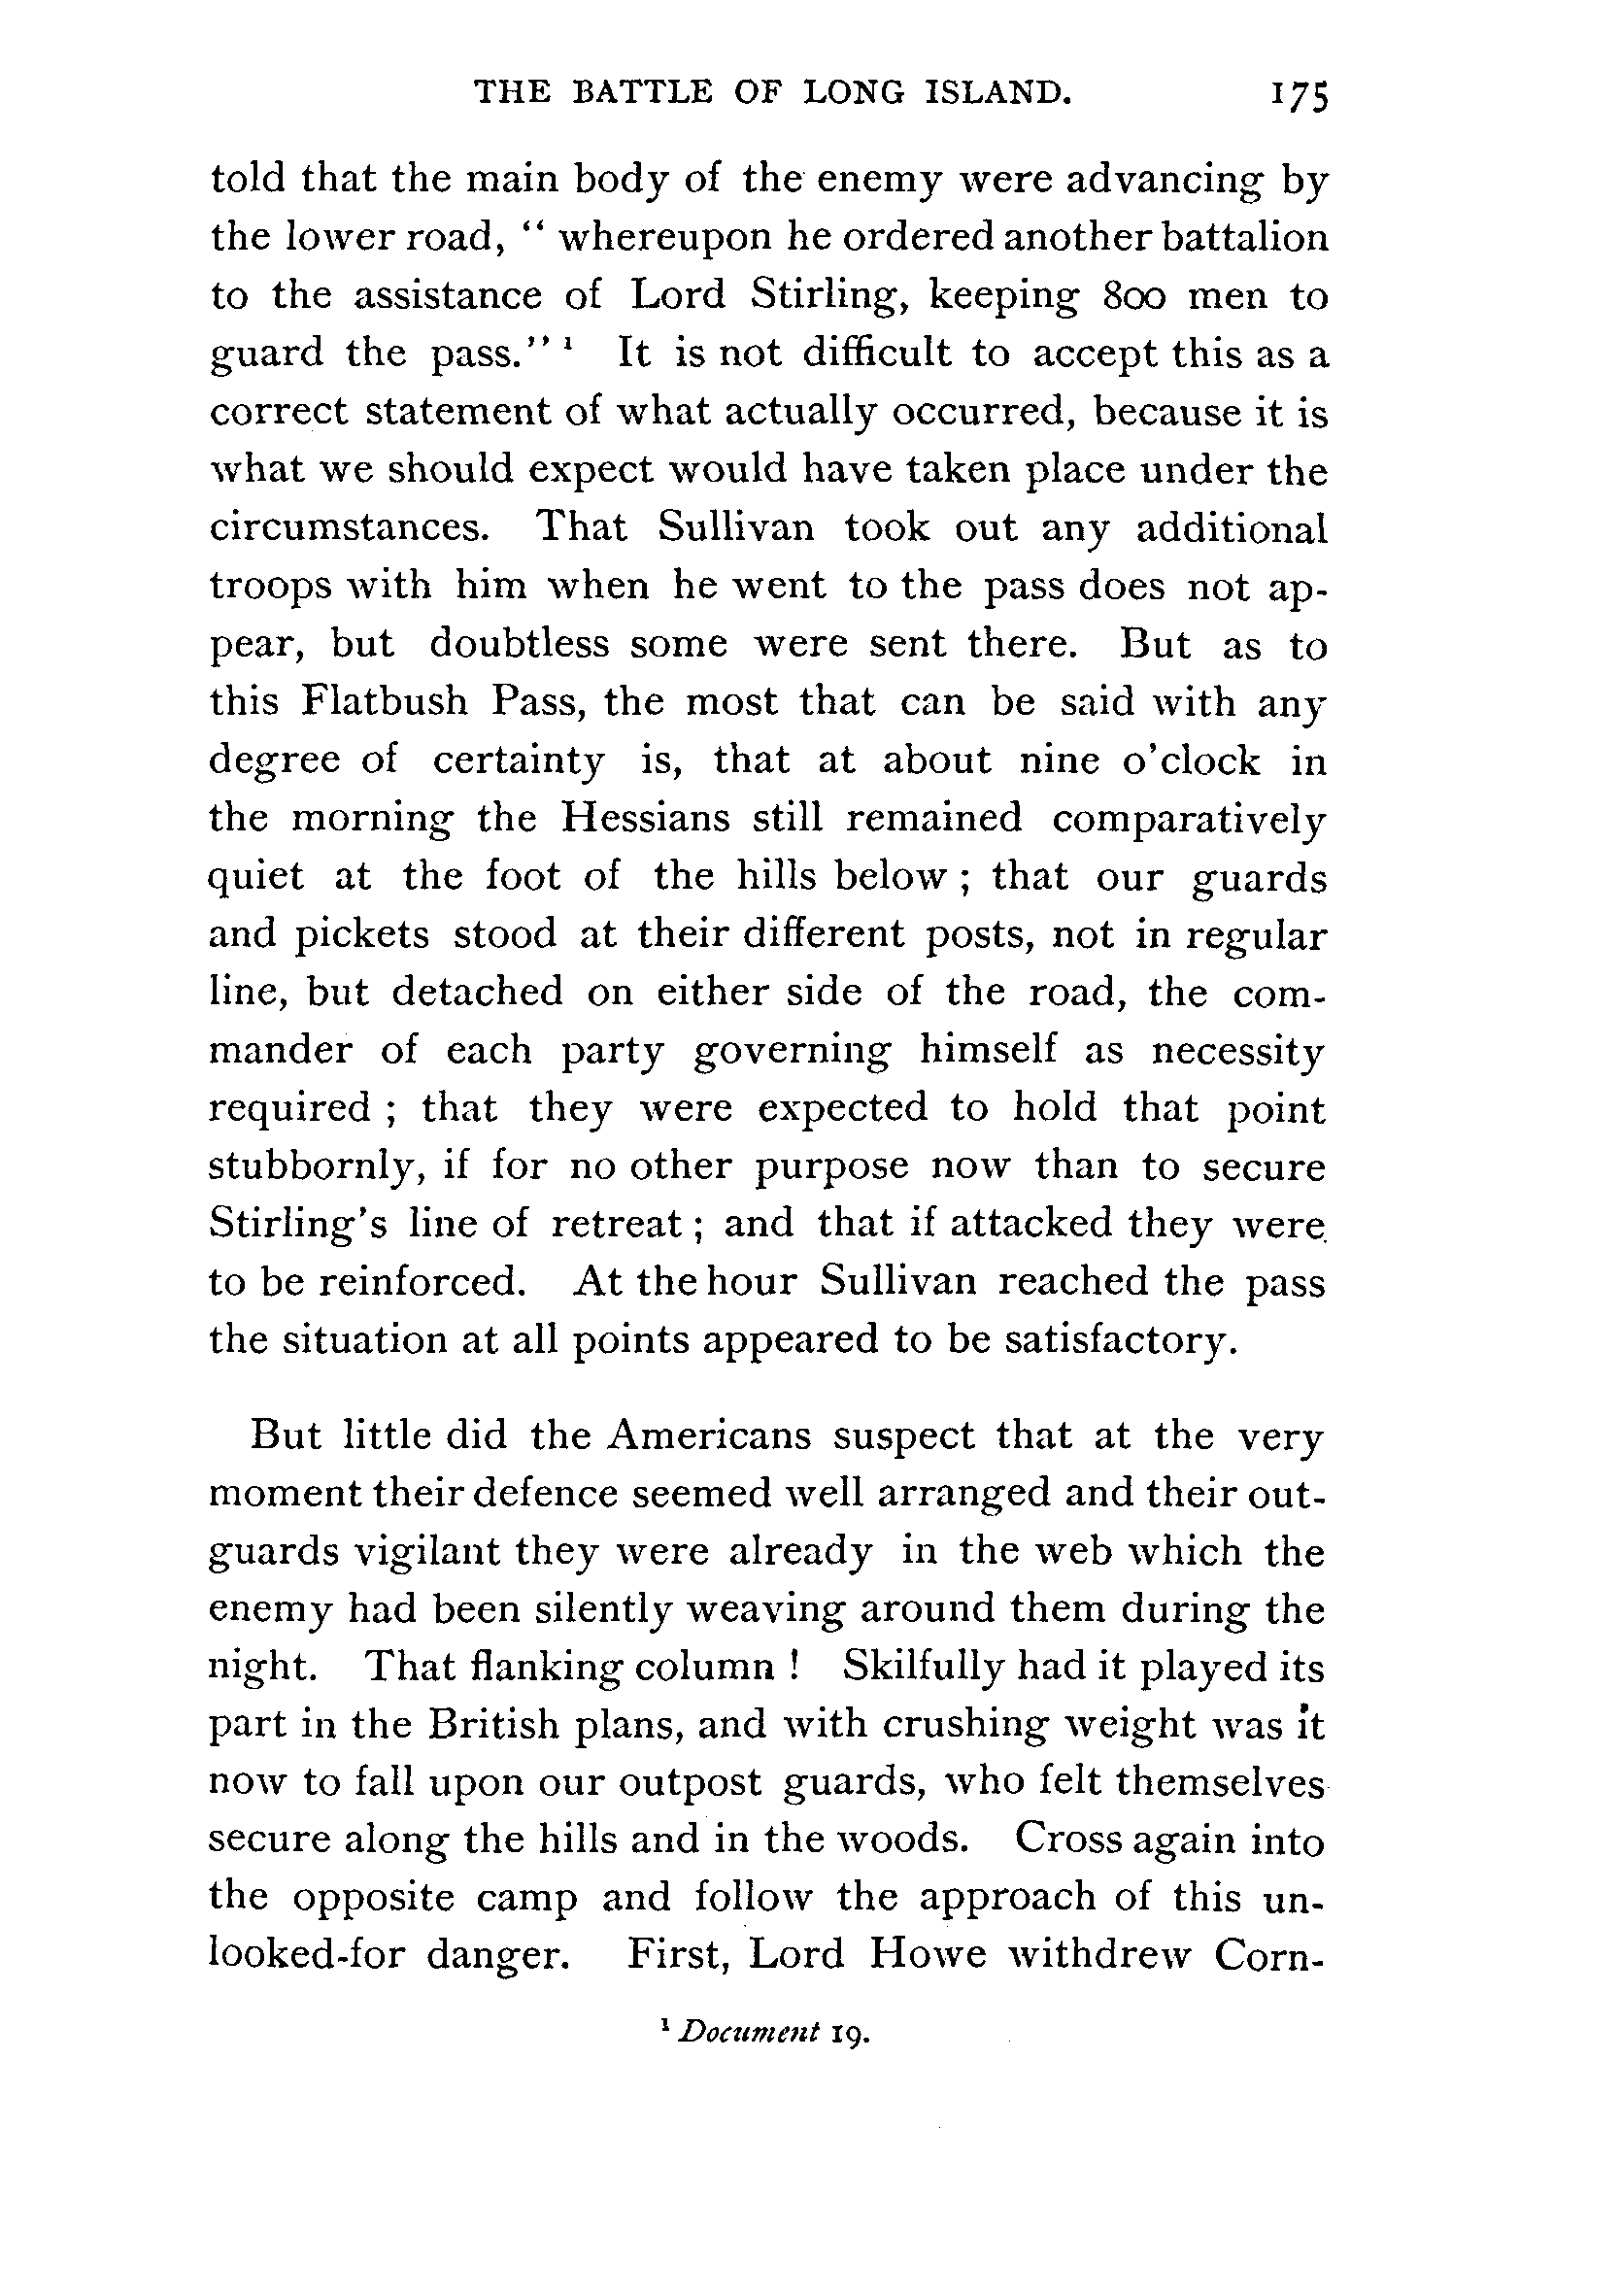 THE BATTLE OF LONG ISLAND. 175
told that the main body of the enemy were advancing by
the lower road, “ whereupon he ordered another battalion
to the assistance of Lord Stirling, keeping 800 men to
guard the pass.” ¹ It is not difficult to accept this as a
correct statement of what actually occurred, because it is
what we should expect would have taken place under the
circumstances. That Sullivan took out any additional
troops with him when he went to the pass does not ap-
pear, but doubtless some were sent there. But as to
this Flatbush Pass, the most that can be said with any
degree of certainty is, that at about nine o’clock in
the morning the Hessians still remained comparatively
quiet at the foot of the hills below ; that our guards
and pickets stood at their different posts, not in regular
line, but detached on either side of the road, the com-
mander of each party governing himself as necessity
required ; that they were expected to hold that point
stubbornly, if for no other purpose now than to secure
Stirling’s line of retreat ; and that if attacked they were
to be reinforced. At the hour Sullivan reached the pass
the situation at all points appeared to be satisfactory.
But little did the Americans suspect that at the very
moment their defence seemed well arranged and their out-
guards vigilant they were already in the web which the
enemy had been silently weaving around them during the
night. That flanking column ! Skilfully had it played its
part in the British plans, and with crushing weight was it
now to fall upon our outpost guards, who felt themselves
secure along the hills and in the woods. Cross again into
the opposite camp and follow the approach of this un-
looked-for danger. First, Lord Howe withdrew Corn-
¹ Document 19.